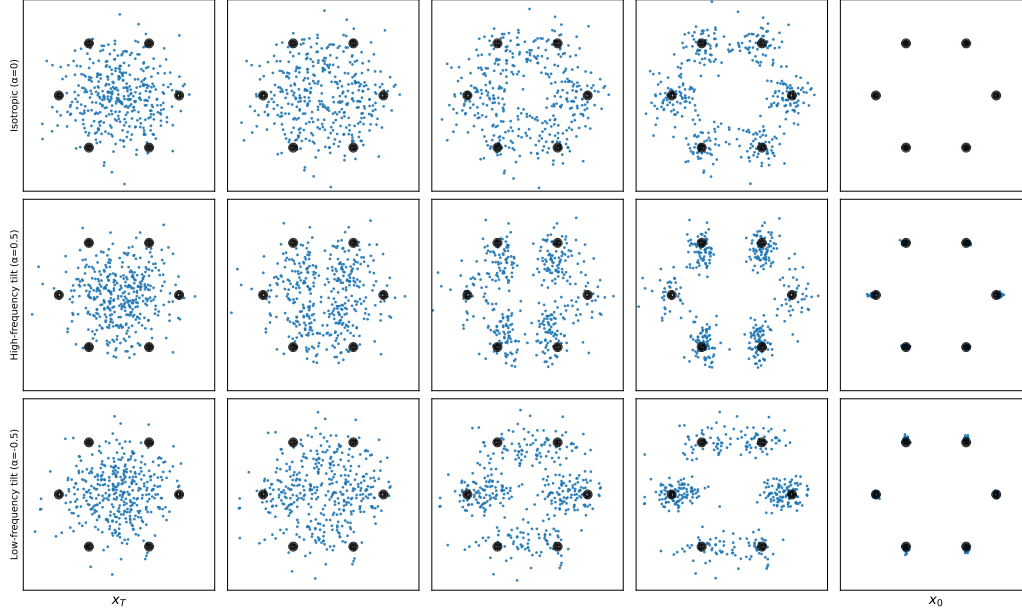 Isotropic (α=0)
High-frequency tilt (α=0.5)
Low-frequency tilt (α=-0.5)
x_T
x_0